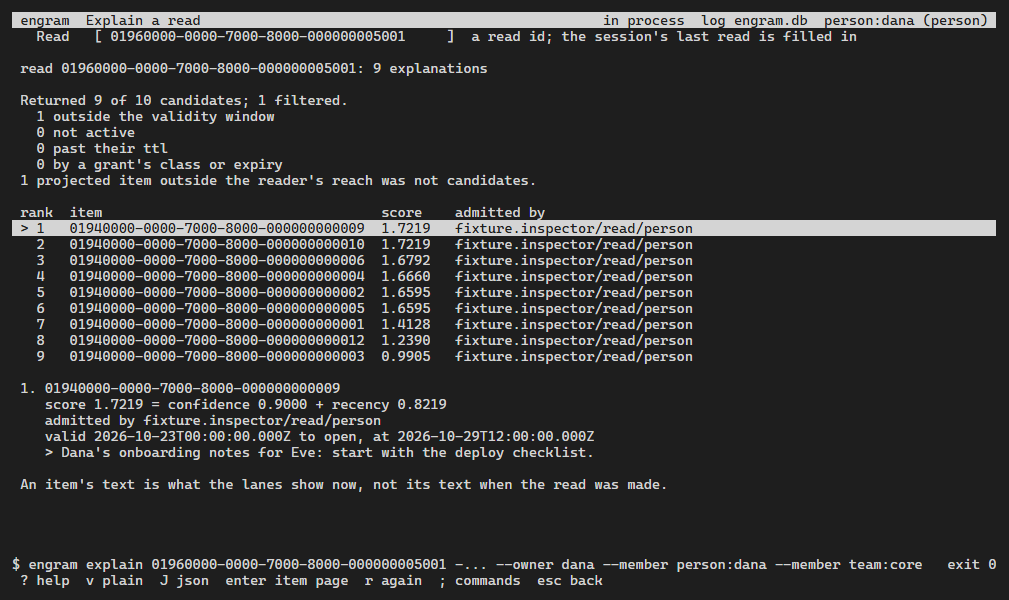 engram  Explain a read                                                 in process  log engram.db  person:dana (person)
  Read   [ 01960000-0000-7000-8000-000000005001     ]  a read id; the session's last read is filled in
read 01960000-0000-7000-8000-000000005001: 9 explanations
Returned 9 of 10 candidates; 1 filtered.
  1 outside the validity window
  0 not active
  0 past their ttl
  0 by a grant's class or expiry
1 projected item outside the reader's reach was not candidates.
rank  item                                  score    admitted by
> 1   01940000-0000-7000-8000-000000000009  1.7219   fixture.inspector/read/person
  2   01940000-0000-7000-8000-000000000010  1.7219   fixture.inspector/read/person
  3   01940000-0000-7000-8000-000000000006  1.6792   fixture.inspector/read/person
  4   01940000-0000-7000-8000-000000000004  1.6660   fixture.inspector/read/person
  5   01940000-0000-7000-8000-000000000002  1.6595   fixture.inspector/read/person
  6   01940000-0000-7000-8000-000000000005  1.6595   fixture.inspector/read/person
  7   01940000-0000-7000-8000-000000000001  1.4128   fixture.inspector/read/person
  8   01940000-0000-7000-8000-000000000012  1.2390   fixture.inspector/read/person
  9   01940000-0000-7000-8000-000000000003  0.9905   fixture.inspector/read/person
1. 01940000-0000-7000-8000-000000000009
   score 1.7219 = confidence 0.9000 + recency 0.8219
   admitted by fixture.inspector/read/person
   valid 2026-10-23T00:00:00.000Z to open, at 2026-10-29T12:00:00.000Z
   > Dana's onboarding notes for Eve: start with the deploy checklist.
An item's text is what the lanes show now, not its text when the read was made.
$ engram explain 01960000-0000-7000-8000-000000005001 -... --owner dana --member person:dana --member team:core   exit 0
? help  v plain  J json  enter item page  r again  ; commands  esc back